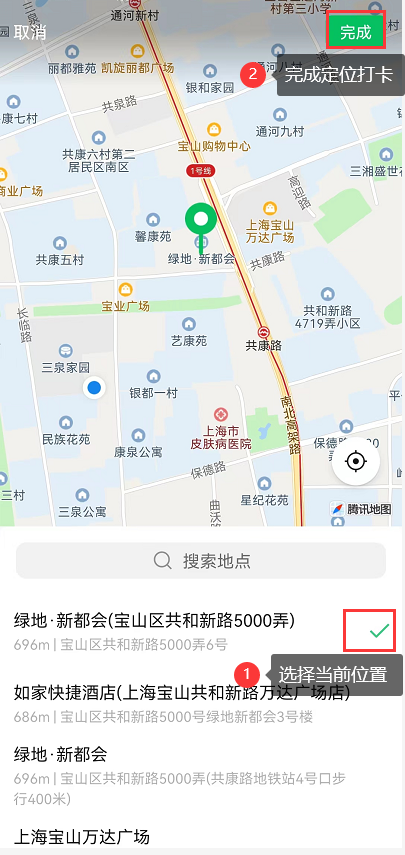 村第三小学
通河新村
取消
完成
丽都雅苑
凯旋丽都广场
2
完成定位打卡
银和家园
康七村
共泉路
通河九村
宝山购物中心
共康六村第二
居民区南区
三湘盛世
1号线
商业广场
高迎路
馨康苑
上海宝山
万达广场
共康五村
绿地·新都会
共康路
宝业广场
共和新路
4719弄小区
长临路
艺康苑
共康路
三泉家园
银都一村
南北高架路
上海市
皮肤病医院
民族花苑
康泉公寓
保德路
保德路
三村
星纪花苑
三泉公寓
曲沃路
腾讯地图
搜索地点
绿地·新都会(宝山区共和新路5000弄)
696m | 宝山区共和新路5000弄6号
1
选择当前位置
如家快捷酒店(上海宝山共和新路万达广场店)
686m | 宝山区共和新路5000号绿地新都会3号楼
绿地·新都会
696m | 宝山区共和新路5000弄(共康路地铁站4号口步
行400米)
上海宝山万达广场